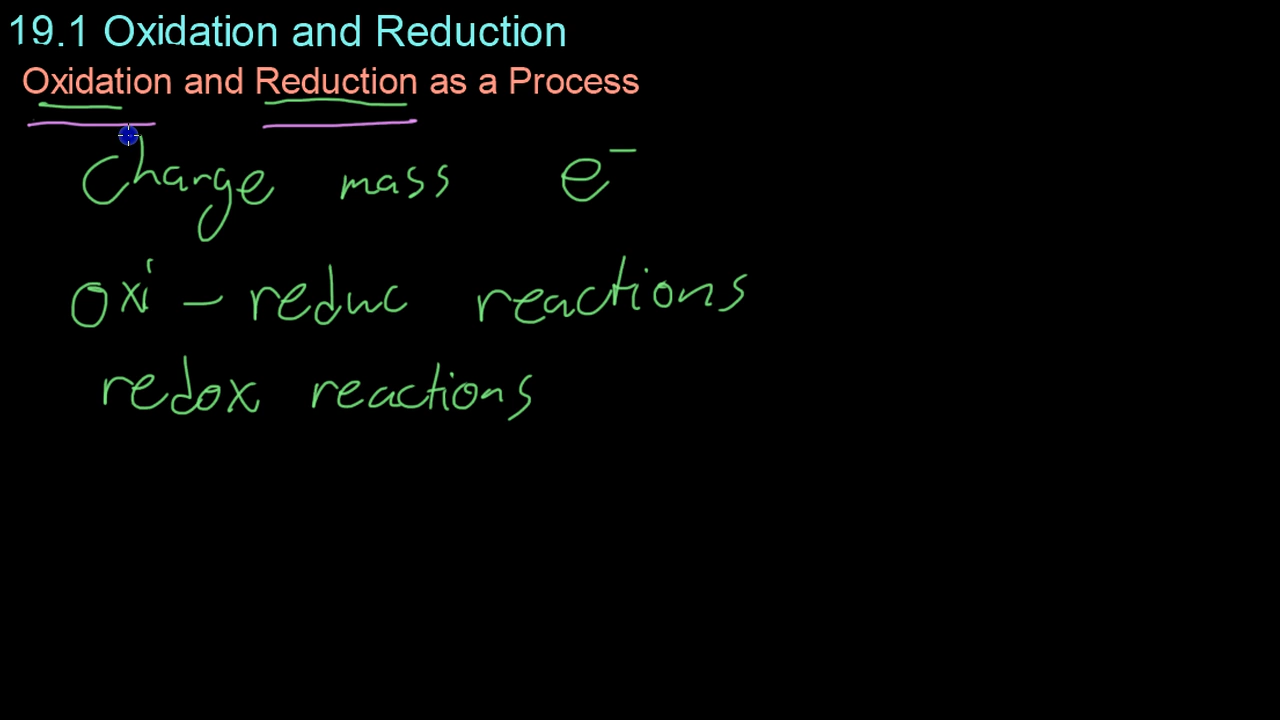 19.1 Oxidation and Reduction
Oxidation and Reduction as a Process
Charge mass e⁻
oxi - reduc reactions
redox reactions